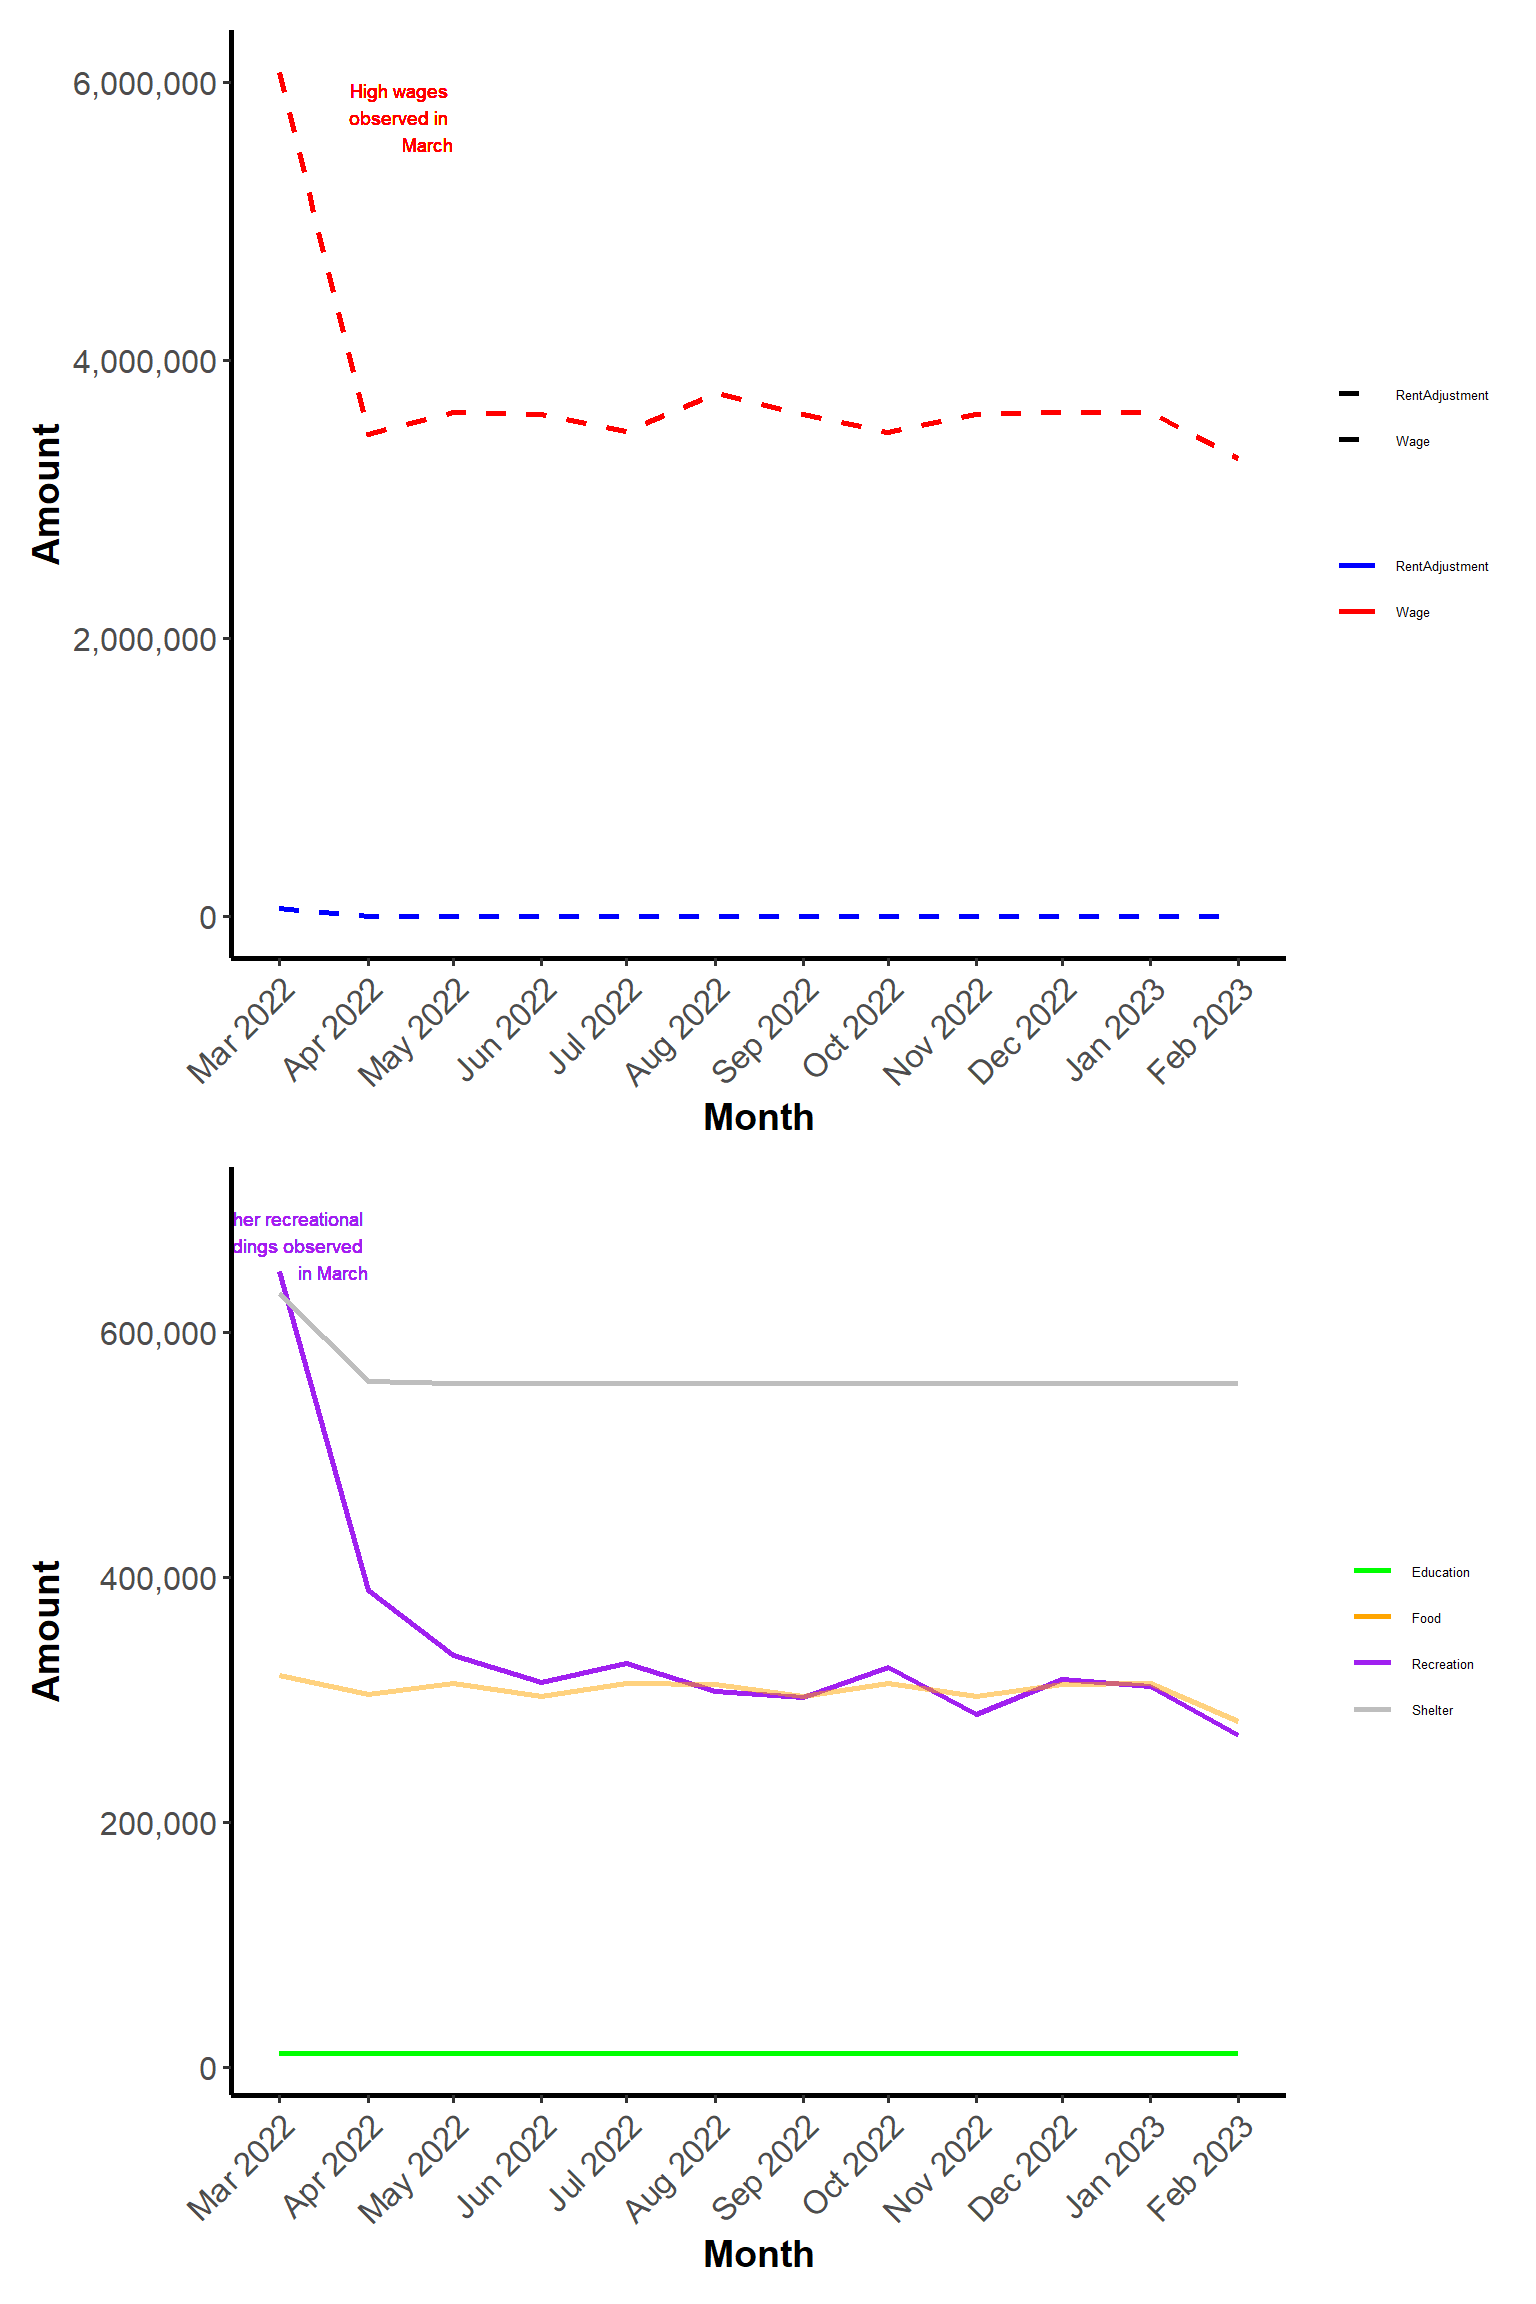 6,000,000
High wages
observed in
March
4,000,000
2,000,000
0
Amount
Mar 2022
Apr 2022
May 2022
Jun 2022
Jul 2022
Aug 2022
Sep 2022
Oct 2022
Nov 2022
Dec 2022
Jan 2023
Feb 2023
Month
RentAdjustment
Wage
RentAdjustment
Wage
her recreational
dings observed
in March
600,000
400,000
200,000
0
Amount
Mar 2022
Apr 2022
May 2022
Jun 2022
Jul 2022
Aug 2022
Sep 2022
Oct 2022
Nov 2022
Dec 2022
Jan 2023
Feb 2023
Month
Education
Food
Recreation
Shelter